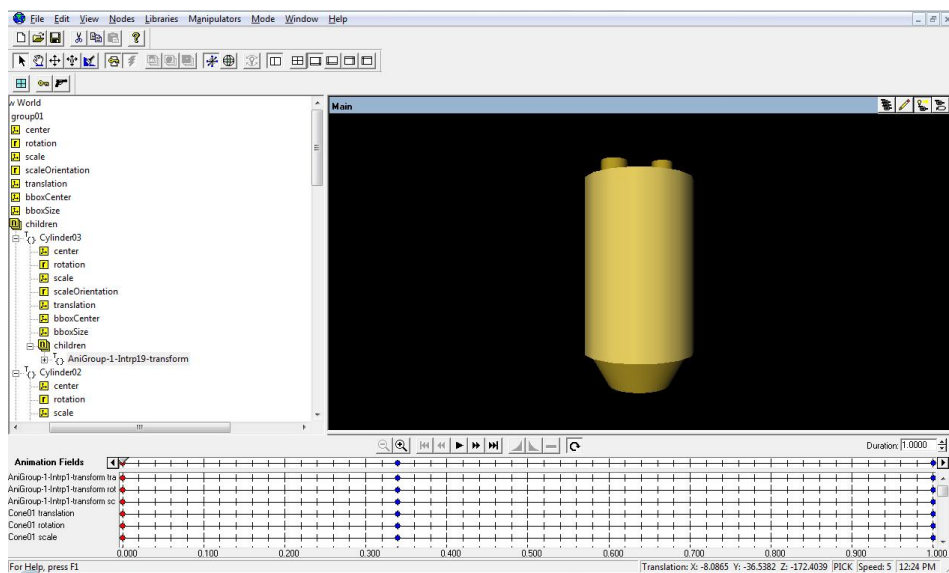 File Edit View Nodes Libraries Manipulators Mode Window Help
w World
group01
center
rotation
scale
scaleOrientation
translation
bboxCenter
bboxSize
children
Cylinder03
center
rotation
scale
scaleOrientation
translation
bboxCenter
bboxSize
children
AniGroup-1-Intrp19-transform
Cylinder02
center
rotation
scale
Main
Duration: 1.0000
Animation Fields
AniGroup-1-Intrp1-transform tra
AniGroup-1-Intrp1-transform rot
AniGroup-1-Intrp1-transform sc
Cone01 translation
Cone01 rotation
Cone01 scale
0.000 0.100 0.200 0.300 0.400 0.500 0.600 0.700 0.800 0.900 1.000
For Help, press F1 Translation: X: -8.0865 Y: -36.5382 Z: -172.4039 PICK Speed: 5 12:24 PM